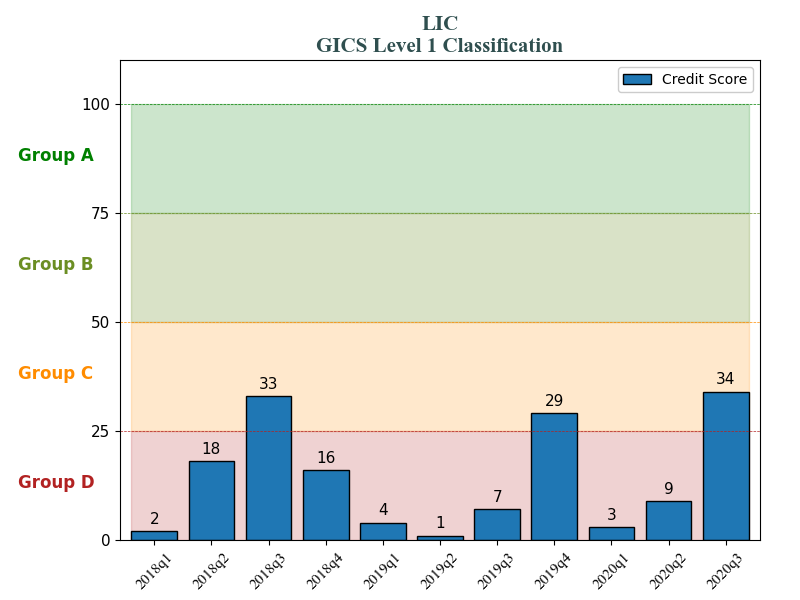 LIC
GICS Level 1 Classification
Credit Score
100
Group A
75
Group B
50
Group C
25
Group D
0
2
18
33
16
4
1
7
29
3
9
34
2018q1
2018q2
2018q3
2018q4
2019q1
2019q2
2019q3
2019q4
2020q1
2020q2
2020q3